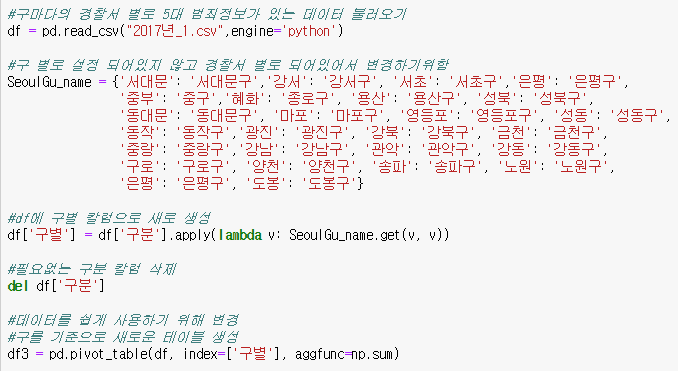 #구마다의 경찰서 별로 5대 범죄정보가 있는 데이터 불러오기
df = pd.read_csv("2017년_1.csv",engine='python')
#구 별로 설정 되어있지 않고 경찰서 별로 되어있어서 변경하기위함
SeoulGu_name = {'서대문': '서대문구','강서': '강서구', '서초': '서초구','은평': '은평구',
'중부': '중구','혜화': '종로구', '용산': '용산구', '성북': '성북구',
'동대문': '동대문구', '마포': '마포구', '영등포': '영등포구', '성동': '성동구',
'동작': '동작구','광진': '광진구', '강북': '강북구', '금천': '금천구',
'중랑': '중랑구','강남': '강남구', '관악': '관악구', '강동': '강동구',
'구로': '구로구', '양천': '양천구', '송파': '송파구', '노원': '노원구',
'은평': '은평구', '도봉': '도봉구'}
#df에 구별 칼럼으로 새로 생성
df['구별'] = df['구분'].apply(lambda v: SeoulGu_name.get(v, v))
#필요없는 구분 칼럼 삭제
del df['구분']
#데이터를 쉽게 사용하기 위해 변경
#구를 기준으로 새로운 테이블 생성
df3 = pd.pivot_table(df, index=['구별'], aggfunc=np.sum)